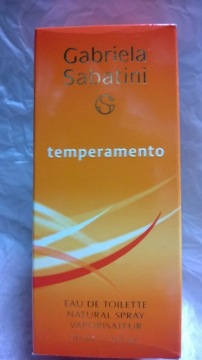 Gabriela
Sabatini
temperamento
EAU DE TOILETTE
NATURAL SPRAY
VAPORISATEUR